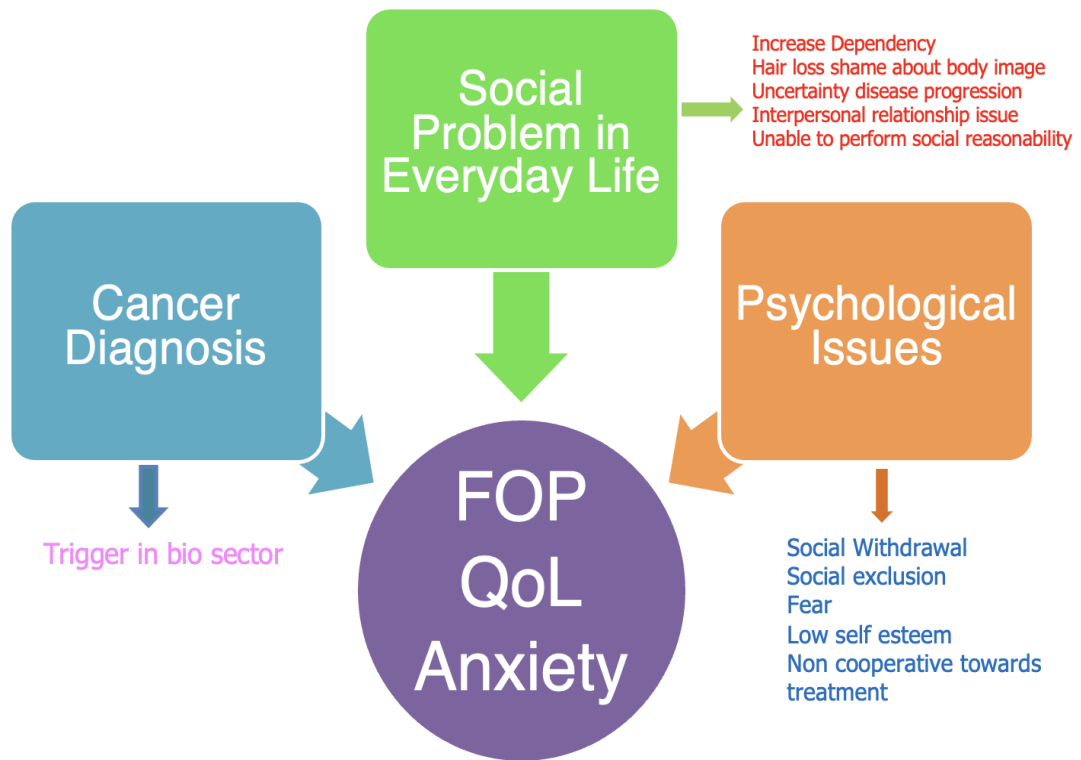 Social
Problem in
Everyday Life
Increase Dependency
Hair loss shame about body image
Uncertainty disease progression
Interpersonal relationship issue
Unable to perform social reasonability
Cancer
Diagnosis
Psychological
Issues
Trigger in bio sector
FOP
QoL
Anxiety
Social Withdrawal
Social exclusion
Fear
Low self esteem
Non cooperative towards
treatment